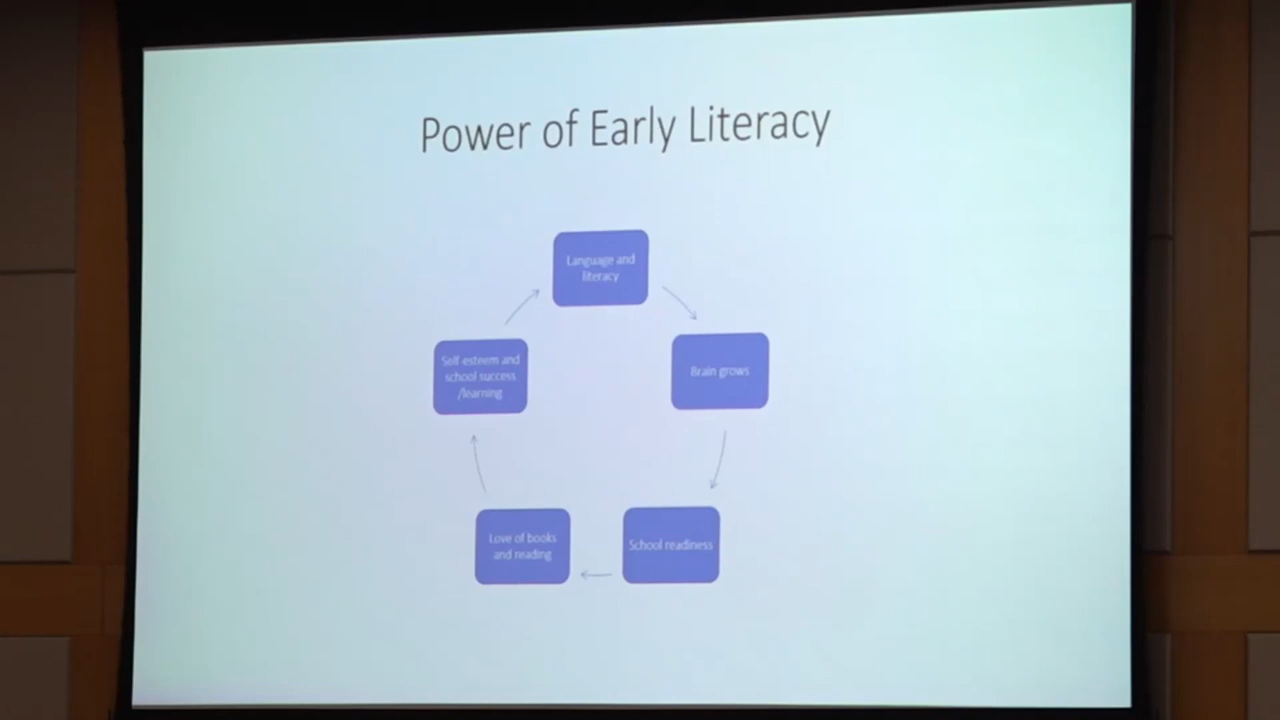 Power of Early Literacy
Language and
literacy
Brain grows
School readiness
Love of books
and reading
Self esteem and
school success
/learning